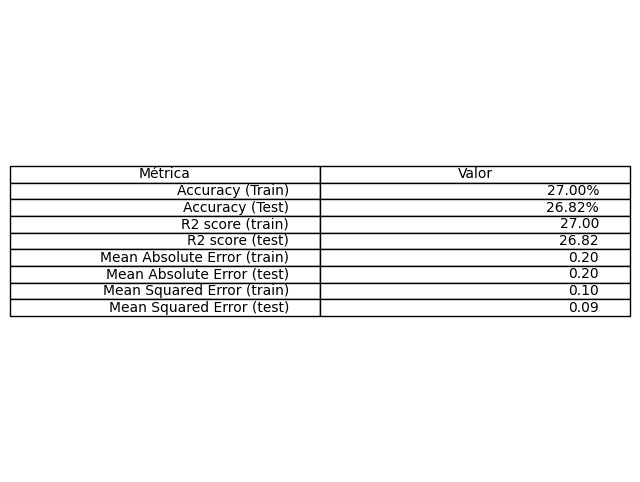 Métrica Valor
Accuracy (Train) 27.00%
Accuracy (Test) 26.82%
R2 score (train) 27.00
R2 score (test) 26.82
Mean Absolute Error (train) 0.20
Mean Absolute Error (test) 0.20
Mean Squared Error (train) 0.10
Mean Squared Error (test) 0.09